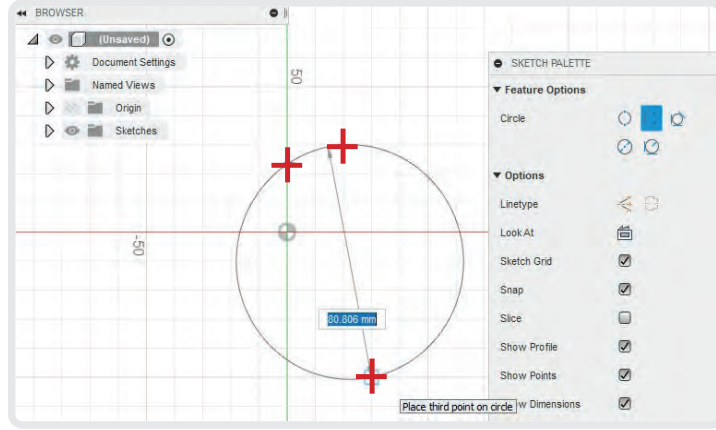 BROWSER
(Unsaved)
Document Settings
Named Views
Origin
Sketches
50
-50
80.806 mm
Place third point on circle
SKETCH PALETTE
Feature Options
Circle
Options
Linetype
Look At
Sketch Grid
Snap
Slice
Show Profile
Show Points
w Dimensions